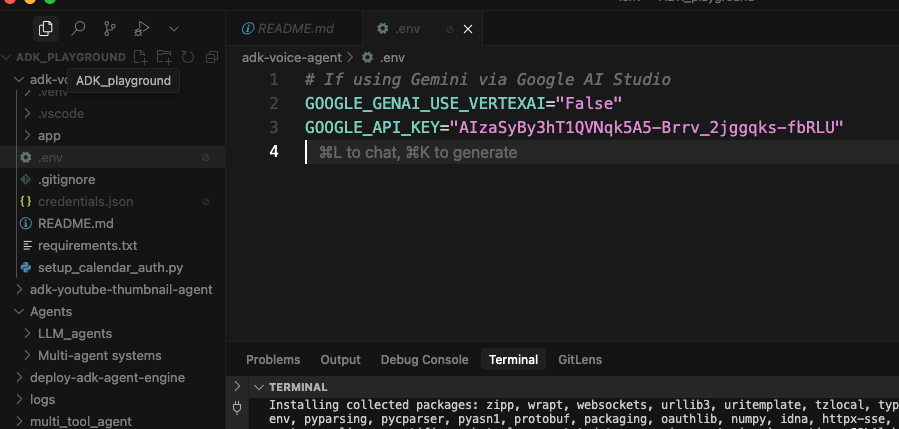 README.md
.env
ADK_PLAYGROUND
adk-voice-agent > .env
adk-vo
ADK_playground
.venv
.vscode
app
.env
.gitignore
credentials.json
README.md
requirements.txt
setup_calendar_auth.py
adk-youtube-thumbnail-agent
Agents
LLM_agents
Multi-agent systems
deploy-adk-agent-engine
logs
multi_tool_agent
1 # If using Gemini via Google AI Studio
2 GOOGLE_GENAI_USE_VERTEXAI="False"
3 GOOGLE_API_KEY="AIzaSyBy3hT1QVNqk5A5-Brrv_2jggqks-fbRLU"
4 ⌘L to chat, ⌘K to generate
Problems Output Debug Console Terminal GitLens
TERMINAL
Installing collected packages: zipp, wrapt, websockets, urllib3, uritemplate, tzlocal, typ
env, pyparsing, pycparser, pyasn1, protobuf, packaging, oauthlib, numpy, idna, httpx-sse,